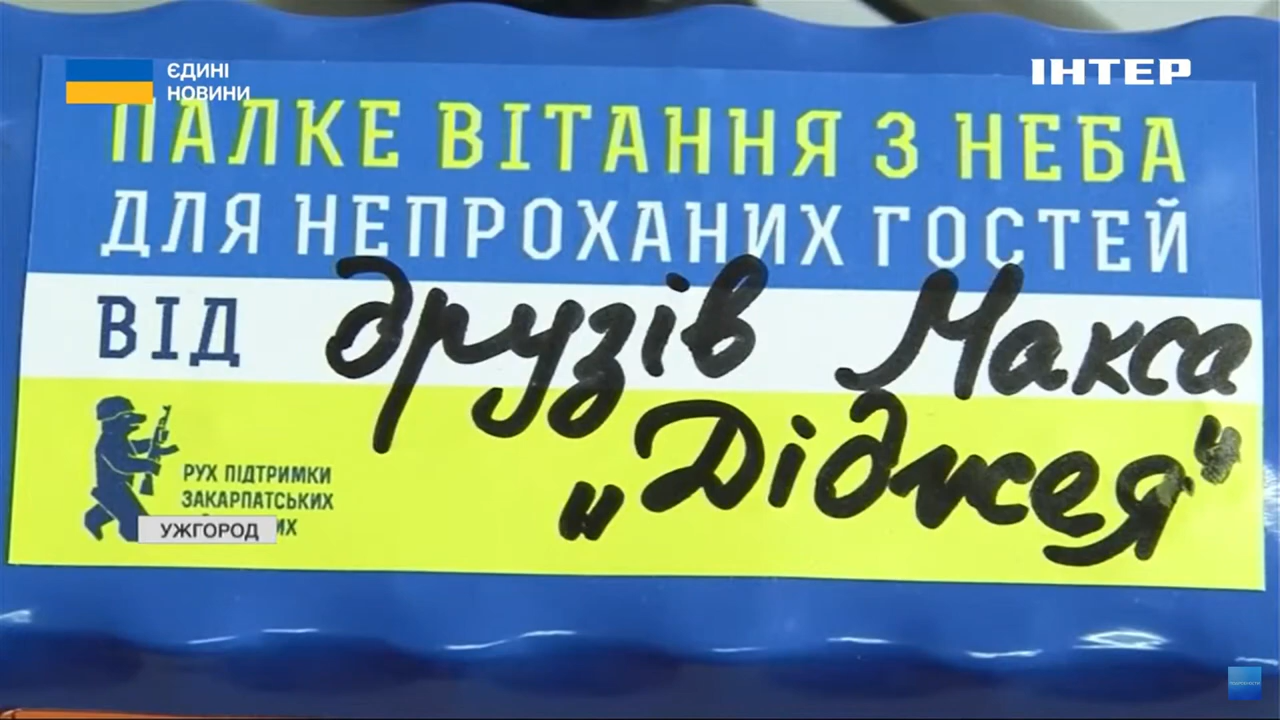 ЄДИНІ
НОВИНИ
ІНТЕР
ПАЛКЕ ВІТАННЯ З НЕБА
ДЛЯ НЕПРОХАНИХ ГОСТЕЙ
ВІД друзів Макса
„Діджея"
РУХ ПІДТРИМКИ
ЗАКАРПАТСЬКИХ
УЖГОРОД